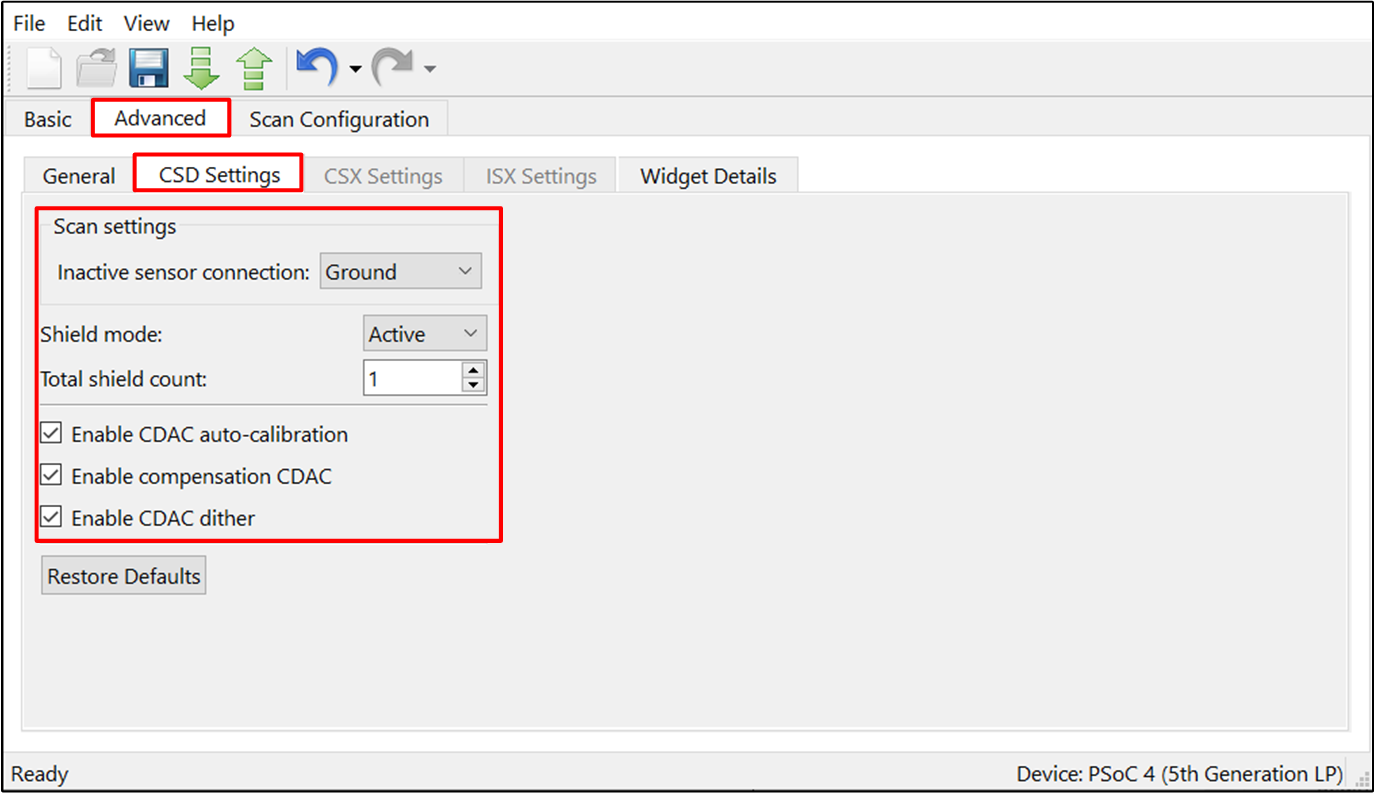 File Edit View Help
Basic Advanced Scan Configuration
General CSD Settings CSX Settings ISX Settings Widget Details
Scan settings
Inactive sensor connection: Ground
Shield mode: Active
Total shield count: 1
Enable CDAC auto-calibration
Enable compensation CDAC
Enable CDAC dither
Restore Defaults
Ready Device: PSoC 4 (5th Generation LP)